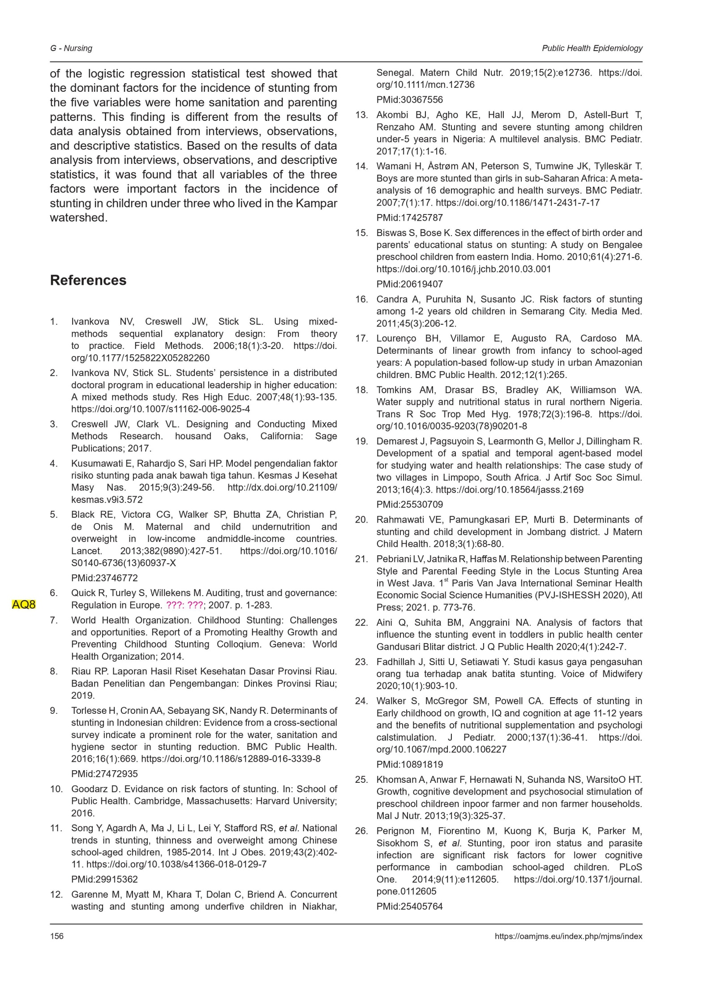 G - Nursing
Public Health Epidemiology
of the logistic regression statistical test showed that
the dominant factors for the incidence of stunting from
the five variables were home sanitation and parenting
patterns. This finding is different from the results of
data analysis obtained from interviews, observations,
and descriptive statistics. Based on the results of data
analysis from interviews, observations, and descriptive
statistics, it was found that all variables of the three
factors were important factors in the incidence of
stunting in children under three who lived in the Kampar
watershed.
References
1. Ivankova NV, Creswell JW, Stick SL. Using mixed-
methods sequential explanatory design: From theory
to practice. Field Methods. 2006;18(1):3-20. https://doi.
org/10.1177/1525822X05282260
2. Ivankova NV, Stick SL. Students’ persistence in a distributed
doctoral program in educational leadership in higher education:
A mixed methods study. Res High Educ. 2007;48(1):93-135.
https://doi.org/10.1007/s11162-006-9025-4
3. Creswell JW, Clark VL. Designing and Conducting Mixed
Methods Research. housand Oaks, California: Sage
Publications; 2017.
4. Kusumawati E, Rahardjo S, Sari HP. Model pengendalian faktor
risiko stunting pada anak bawah tiga tahun. Kesmas J Kesehat
Masy Nas. 2015;9(3):249-56. http://dx.doi.org/10.21109/
kesmas.v9i3.572
5. Black RE, Victora CG, Walker SP, Bhutta ZA, Christian P,
de Onis M. Maternal and child undernutrition and
overweight in low-income andmiddle-income countries.
Lancet. 2013;382(9890):427-51. https://doi.org/10.1016/
S0140-6736(13)60937-X
PMid:23746772
6. Quick R, Turley S, Willekens M. Auditing, trust and governance:
AQ8
Regulation in Europe. ???: ???; 2007. p. 1-283.
7. World Health Organization. Childhood Stunting: Challenges
and opportunities. Report of a Promoting Healthy Growth and
Preventing Childhood Stunting Colloqium. Geneva: World
Health Organization; 2014.
8. Riau RP. Laporan Hasil Riset Kesehatan Dasar Provinsi Riau.
Badan Penelitian dan Pengembangan: Dinkes Provinsi Riau;
2019.
9. Torlesse H, Cronin AA, Sebayang SK, Nandy R. Determinants of
stunting in Indonesian children: Evidence from a cross-sectional
survey indicate a prominent role for the water, sanitation and
hygiene sector in stunting reduction. BMC Public Health.
2016;16(1):669. https://doi.org/10.1186/s12889-016-3339-8
PMid:27472935
10. Goodarz D. Evidance on risk factors of stunting. In: School of
Public Health. Cambridge, Massachusetts: Harvard University;
2016.
11. Song Y, Agardh A, Ma J, Li L, Lei Y, Stafford RS, et al. National
trends in stunting, thinness and overweight among Chinese
school-aged children, 1985-2014. Int J Obes. 2019;43(2):402-
11. https://doi.org/10.1038/s41366-018-0129-7
PMid:29915362
12. Garenne M, Myatt M, Khara T, Dolan C, Briend A. Concurrent
wasting and stunting among underfive children in Niakhar,
Senegal. Matern Child Nutr. 2019;15(2):e12736. https://doi.
org/10.1111/mcn.12736
PMid:30367556
13. Akombi BJ, Agho KE, Hall JJ, Merom D, Astell-Burt T,
Renzaho AM. Stunting and severe stunting among children
under-5 years in Nigeria: A multilevel analysis. BMC Pediatr.
2017;17(1):1-16.
14. Wamani H, Åstrøm AN, Peterson S, Tumwine JK, Tylleskär T.
Boys are more stunted than girls in sub-Saharan Africa: A meta-
analysis of 16 demographic and health surveys. BMC Pediatr.
2007;7(1):17. https://doi.org/10.1186/1471-2431-7-17
PMid:17425787
15. Biswas S, Bose K. Sex differences in the effect of birth order and
parents’ educational status on stunting: A study on Bengalee
preschool children from eastern India. Homo. 2010;61(4):271-6.
https://doi.org/10.1016/j.jchb.2010.03.001
PMid:20619407
16. Candra A, Puruhita N, Susanto JC. Risk factors of stunting
among 1-2 years old children in Semarang City. Media Med.
2011;45(3):206-12.
17. Lourenço BH, Villamor E, Augusto RA, Cardoso MA.
Determinants of linear growth from infancy to school-aged
years: A population-based follow-up study in urban Amazonian
children. BMC Public Health. 2012;12(1):265.
18. Tomkins AM, Drasar BS, Bradley AK, Williamson WA.
Water supply and nutritional status in rural northern Nigeria.
Trans R Soc Trop Med Hyg. 1978;72(3):196-8. https://doi.
org/10.1016/0035-9203(78)90201-8
19. Demarest J, Pagsuyoin S, Learmonth G, Mellor J, Dillingham R.
Development of a spatial and temporal agent-based model
for studying water and health relationships: The case study of
two villages in Limpopo, South Africa. J Artif Soc Soc Simul.
2013;16(4):3. https://doi.org/10.18564/jasss.2169
PMid:25530709
20. Rahmawati VE, Pamungkasari EP, Murti B. Determinants of
stunting and child development in Jombang district. J Matern
Child Health. 2018;3(1):68-80.
21. Pebriani LV, Jatnika R, Haffas M. Relationship between Parenting
Style and Parental Feeding Style in the Locus Stunting Area
in West Java. 1st Paris Van Java International Seminar Health
Economic Social Science Humanities (PVJ-ISHESSH 2020), Atl
Press; 2021. p. 773-76.
22. Aini Q, Suhita BM, Anggraini NA. Analysis of factors that
influence the stunting event in toddlers in public health center
Gandusari Blitar district. J Q Public Health 2020;4(1):242-7.
23. Fadhillah J, Sitti U, Setiawati Y. Studi kasus gaya pengasuhan
orang tua terhadap anak batita stunting. Voice of Midwifery
2020;10(1):903-10.
24. Walker S, McGregor SM, Powell CA. Effects of stunting in
Early childhood on growth, IQ and cognition at age 11-12 years
and the benefits of nutritional supplementation and psychologi
calstimulation. J Pediatr. 2000;137(1):36-41. https://doi.
org/10.1067/mpd.2000.106227
PMid:10891819
25. Khomsan A, Anwar F, Hernawati N, Suhanda NS, WarsitoO HT.
Growth, cognitive development and psychosocial stimulation of
preschool childreen inpoor farmer and non farmer households.
Mal J Nutr. 2013;19(3):325-37.
26. Perignon M, Fiorentino M, Kuong K, Burja K, Parker M,
Sisokhom S, et al. Stunting, poor iron status and parasite
infection are significant risk factors for lower cognitive
performance in cambodian school-aged children. PLoS
One. 2014;9(11):e112605. https://doi.org/10.1371/journal.
pone.0112605
PMid:25405764
156
https://oamjms.eu/index.php/mjms/index